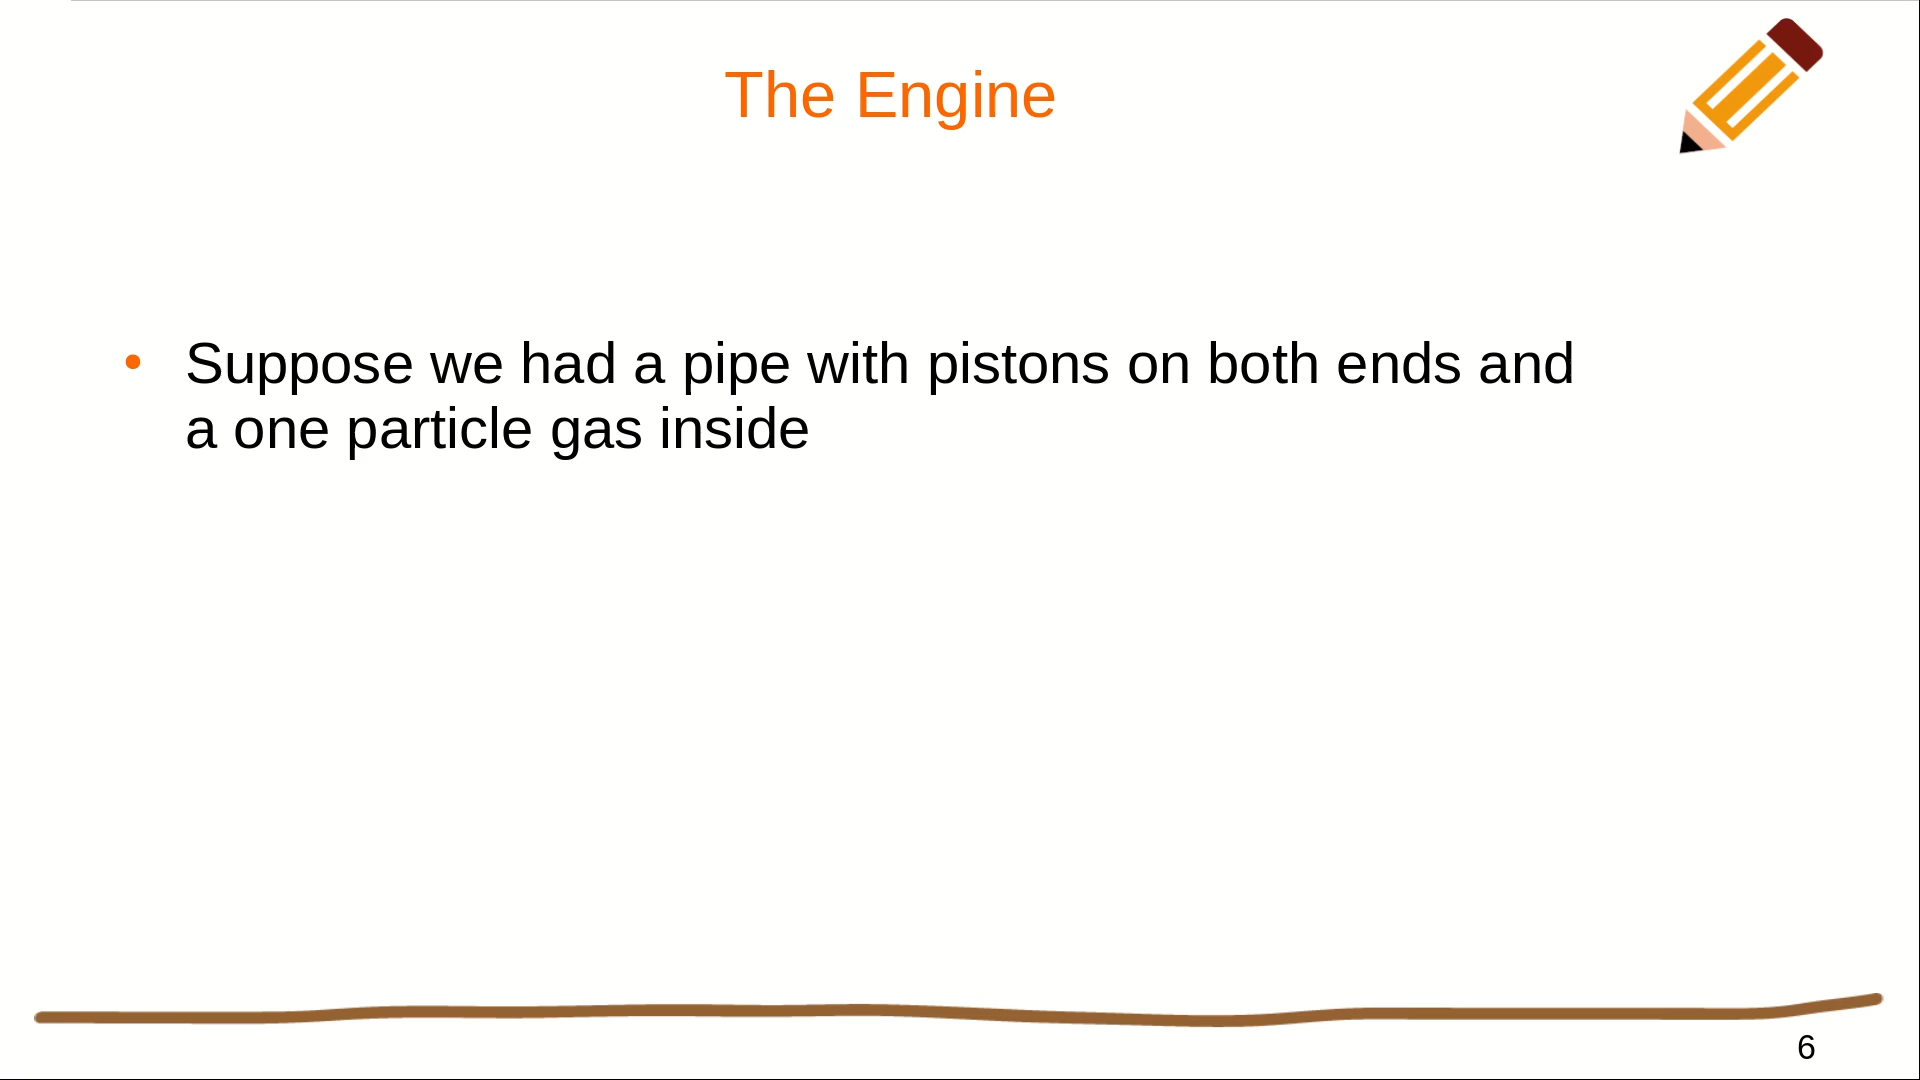 The Engine
• Suppose we had a pipe with pistons on both ends and
a one particle gas inside
6